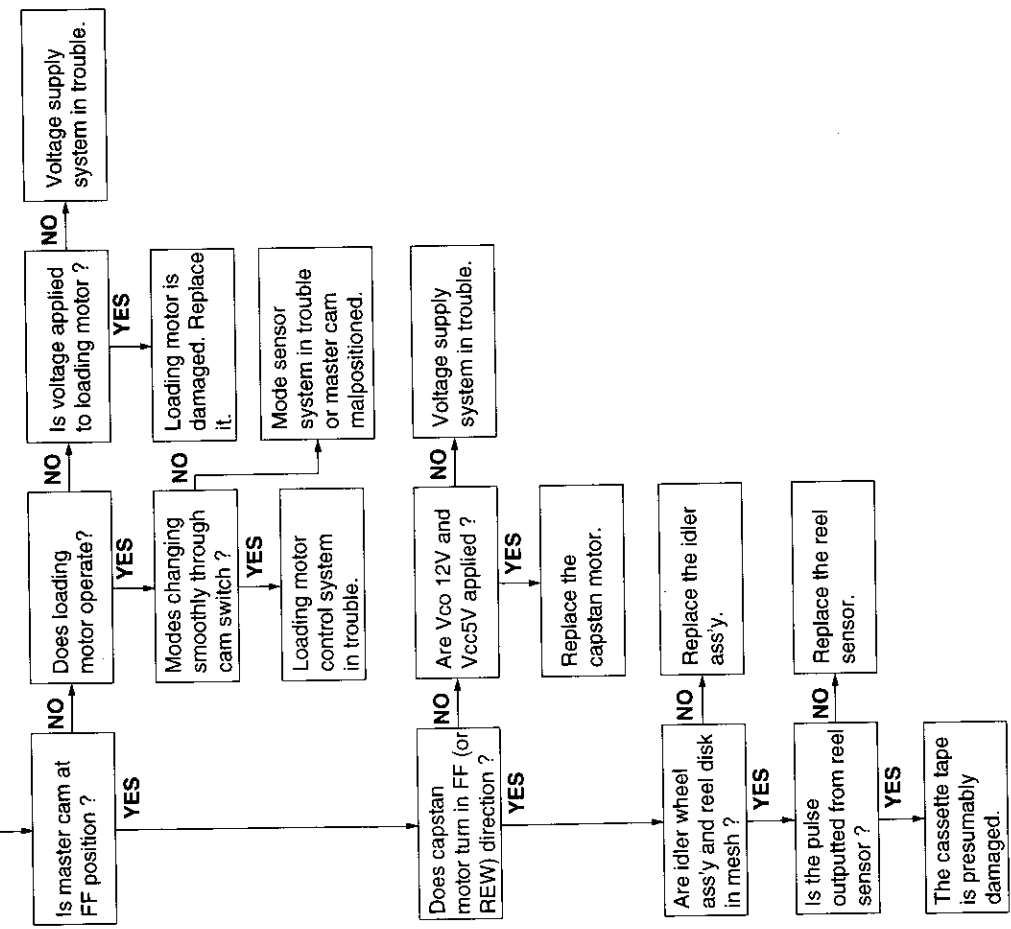 Is master cam at
FF position ?
NO
YES
Does loading
motor operate?
NO
YES
Is voltage applied
to loading motor ?
NO
YES
Voltage supply
system in trouble.
Loading motor is
damaged. Replace
it.
Modes changing
smoothly through
cam switch ?
NO
YES
Mode sensor
system in trouble
or master cam
malpositioned.
Loading motor
control system
in trouble.
Does capstan
motor turn in FF (or
REW) direction ?
NO
YES
Are Vco 12V and
Vcc5V applied ?
NO
YES
Voltage supply
system in trouble.
Replace the
capstan motor.
Are idler wheel
ass'y and reel disk
in mesh ?
NO
YES
Replace the idler
ass'y.
Is the pulse
outputted from reel
sensor ?
NO
YES
Replace the reel
sensor.
The cassette tape
is presumably
damaged.